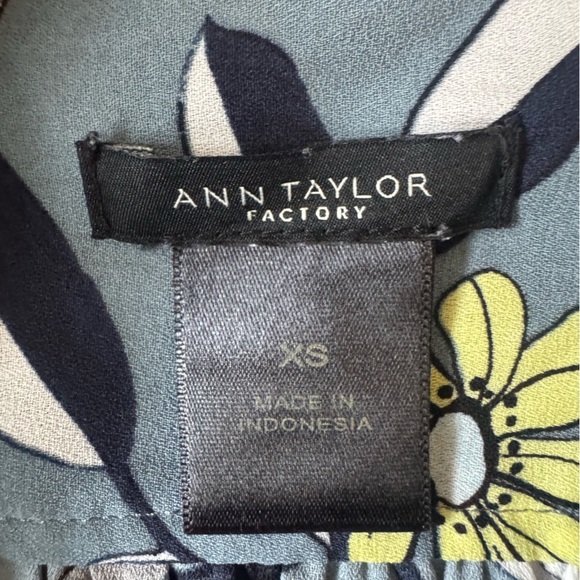 ANN TAYLOR
FACTORY
XS
MADE IN
INDONESIA